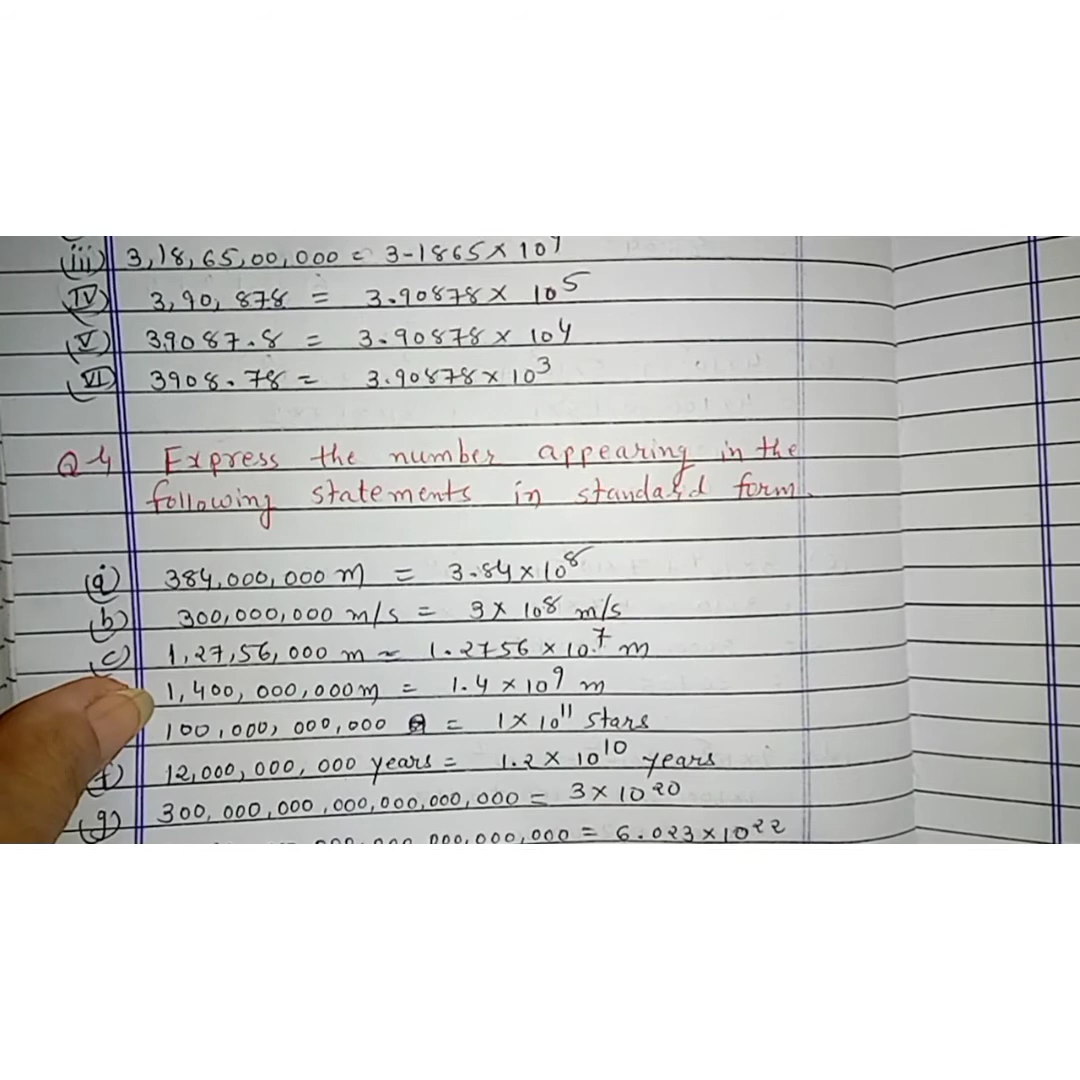 (iii) 3,18,65,00,000 = 3-1865 × 10⁹
(IV) 3,90,878 = 3.90878 × 10⁵
(V) 39087.8 = 3.90878 × 10⁴
(VI) 3908.78 = 3.90878 × 10³
Q4 Express the number appearing in the
following statements in standard form.
(a) 384,000,000 m = 3.84 × 10⁸
(b) 300,000,000 m/s = 3 × 10⁸ m/s
(c) 1,27,56,000 m = 1.2756 × 10⁷ m
1,400,000,000 m = 1.4 × 10⁹ m
100,000,000,000 = 1 × 10¹¹ stars
(f) 12,000,000,000 years = 1.2 × 10¹⁰ years
(g) 300,000,000,000,000,000,000 = 3 × 10²⁰
000,000,000,000 = 6.023 × 10²²